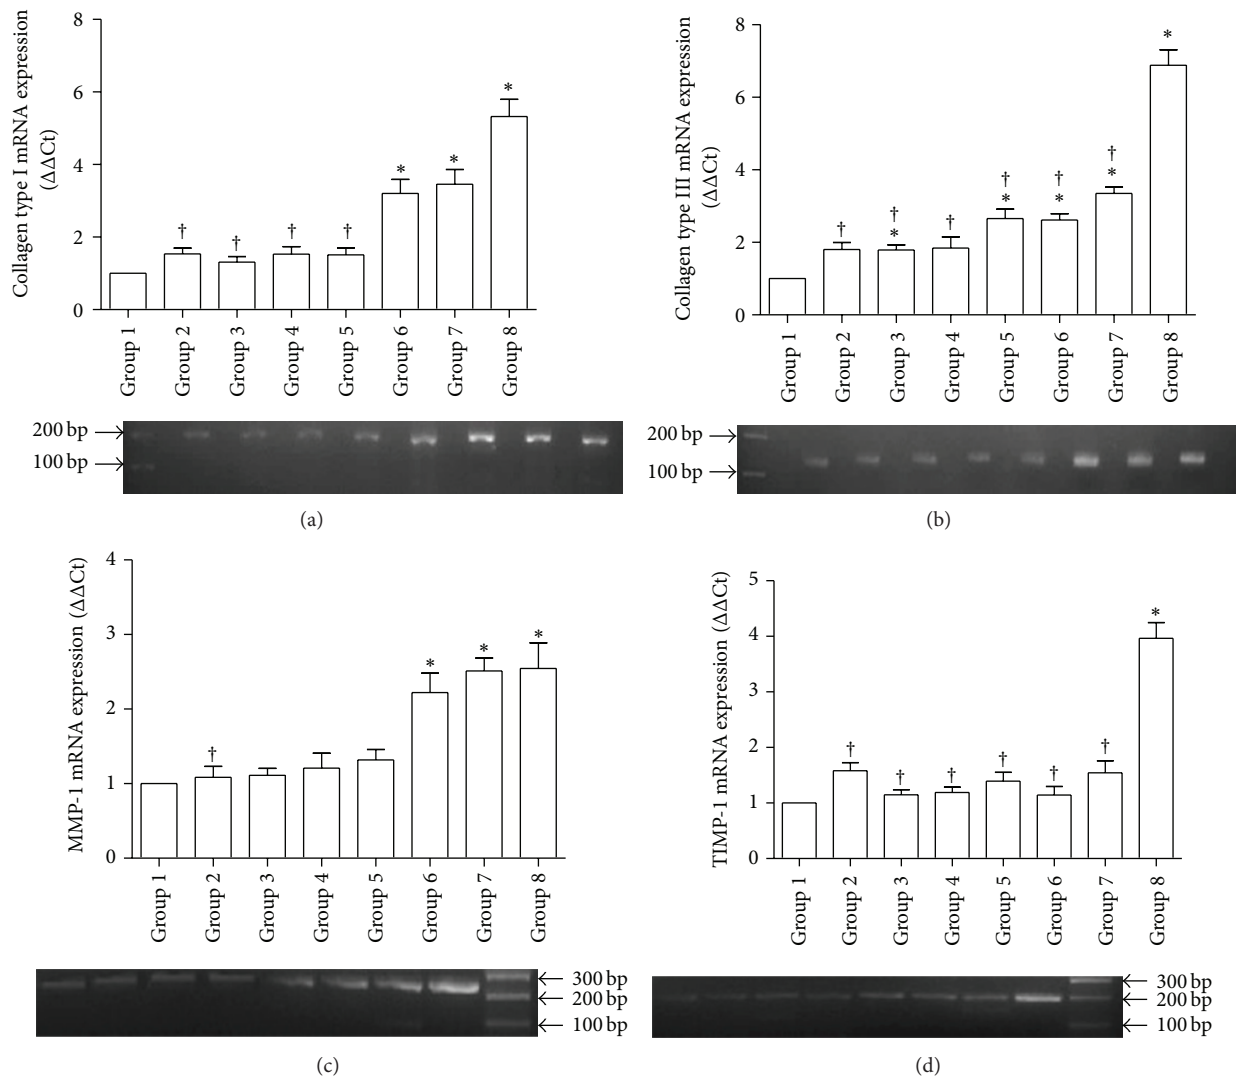 Collagen type I mRNA expression
(ΔΔCt)
8
6
4
2
0
†
†
†
†
*
*
*
Group 1
Group 2
Group 3
Group 4
Group 5
Group 6
Group 7
Group 8
200 bp
100 bp
(a)
Collagen type III mRNA expression
(ΔΔCt)
8
6
4
2
0
†
†
*
†
†
*
†
*
†
*
*
Group 1
Group 2
Group 3
Group 4
Group 5
Group 6
Group 7
Group 8
200 bp
100 bp
(b)
MMP-1 mRNA expression (ΔΔCt)
4
3
2
1
0
†
*
*
*
Group 1
Group 2
Group 3
Group 4
Group 5
Group 6
Group 7
Group 8
300 bp
200 bp
100 bp
(c)
TIMP-1 mRNA expression (ΔΔCt)
5
4
3
2
1
0
†
†
†
†
†
†
*
Group 1
Group 2
Group 3
Group 4
Group 5
Group 6
Group 7
Group 8
300 bp
200 bp
100 bp
(d)